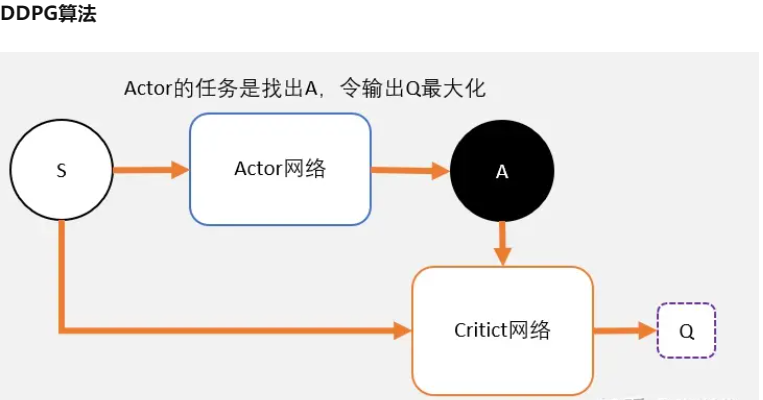 DDPG算法
Actor的任务是找出A，令输出Q最大化
S
Actor网络
A
Critict网络
Q